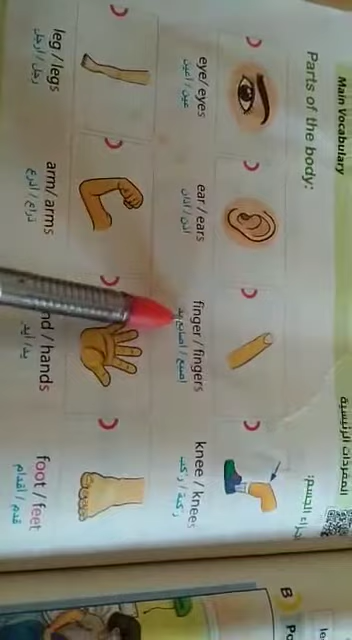 Main Vocabulary
المفردات الرئيسية
Parts of the body:
eye/ eyes
عين / أعين
ear / ears
أذن / آذان
finger / fingers
إصبع / أصابع يد
knee / knees
ركبة / ركب
leg / legs
رجل / أرجل
arm/ arms
ذراع / أذرع
nd / hands
يد / أيد
foot / feet
قدم / أقدام
B